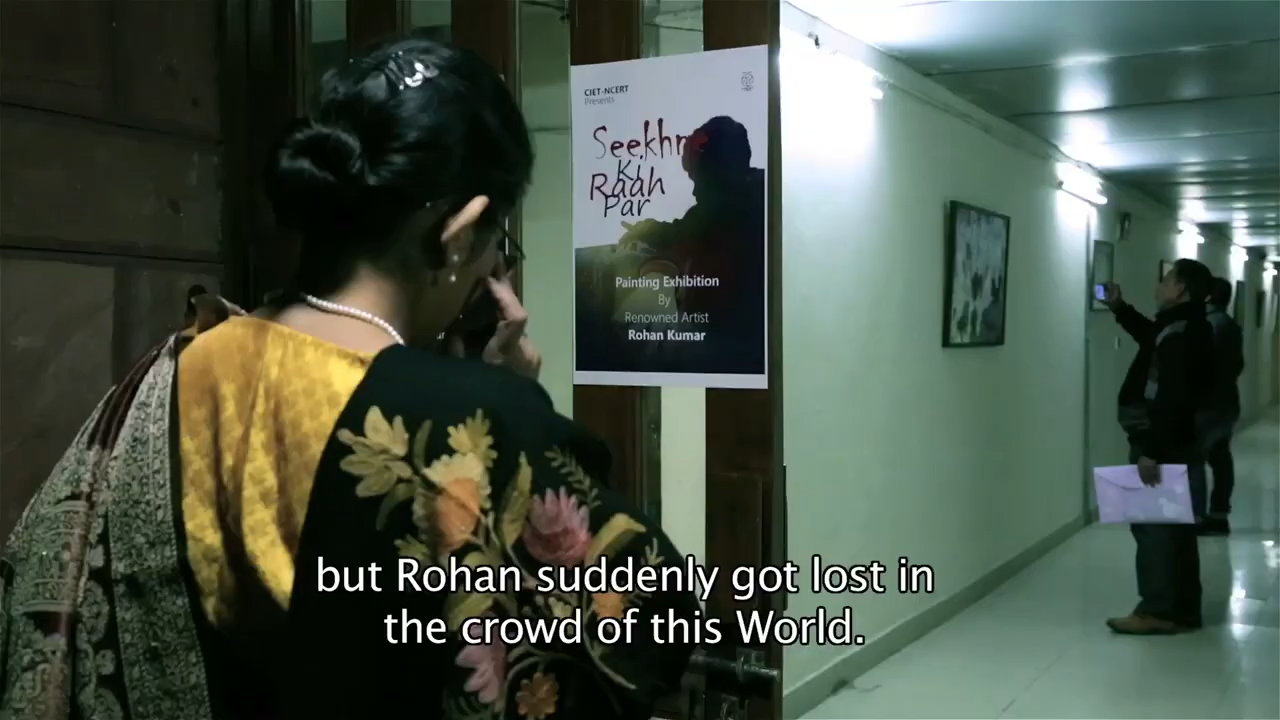 CIET-NCERT
Presents
Seekhne
Ki
Raah
Par
Painting Exhibition
By
Renowned Artist
Rohan Kumar
but Rohan suddenly got lost in
the crowd of this World.